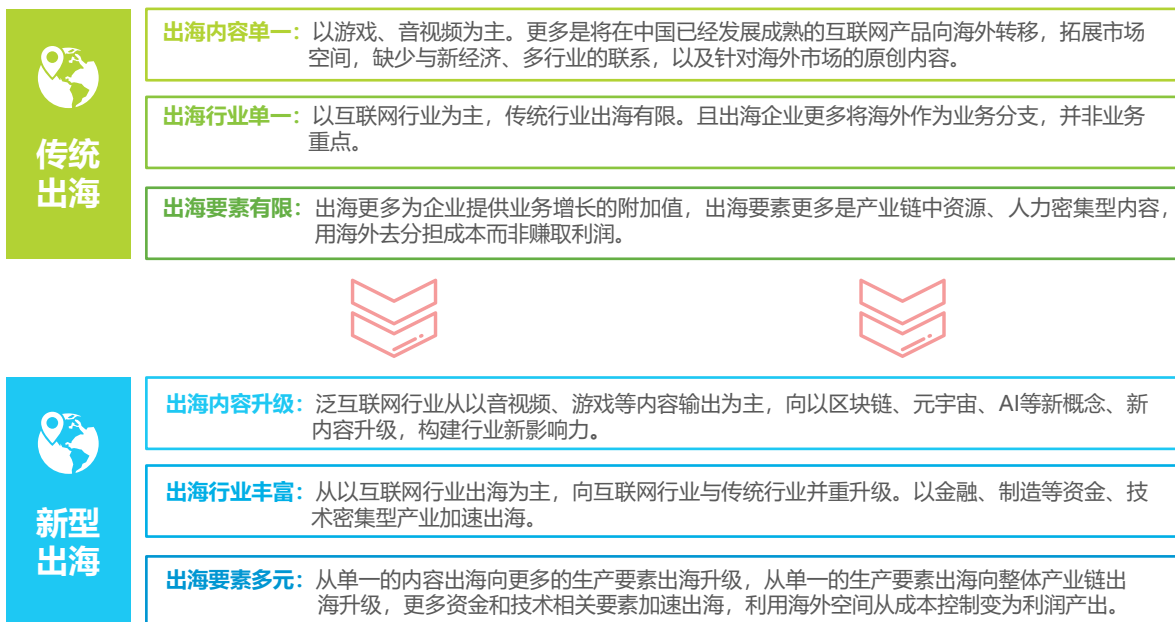 传统
出海
出海内容单一：以游戏、音视频为主。更多是将在中国已经发展成熟的互联网产品向海外转移，拓展市场
空间，缺少与新经济、多行业的联系，以及针对海外市场的原创内容。
出海行业单一：以互联网行业为主，传统行业出海有限。且出海企业更多将海外作为业务分支，并非业务
重点。
出海要素有限：出海更多为企业提供业务增长的附加值，出海要素更多是产业链中资源、人力密集型内容，
用海外去分担成本而非赚取利润。
新型
出海
出海内容升级：泛互联网行业从以音视频、游戏等内容输出为主，向以区块链、元宇宙、AI等新概念、新
内容升级，构建行业新影响力。
出海行业丰富：从以互联网行业出海为主，向互联网行业与传统行业并重升级。以金融、制造等资金、技
术密集型产业加速出海。
出海要素多元：从单一的内容出海向更多的生产要素出海升级，从单一的生产要素出海向整体产业链出
海升级，更多资金和技术相关要素加速出海，利用海外空间从成本控制变为利润产出。